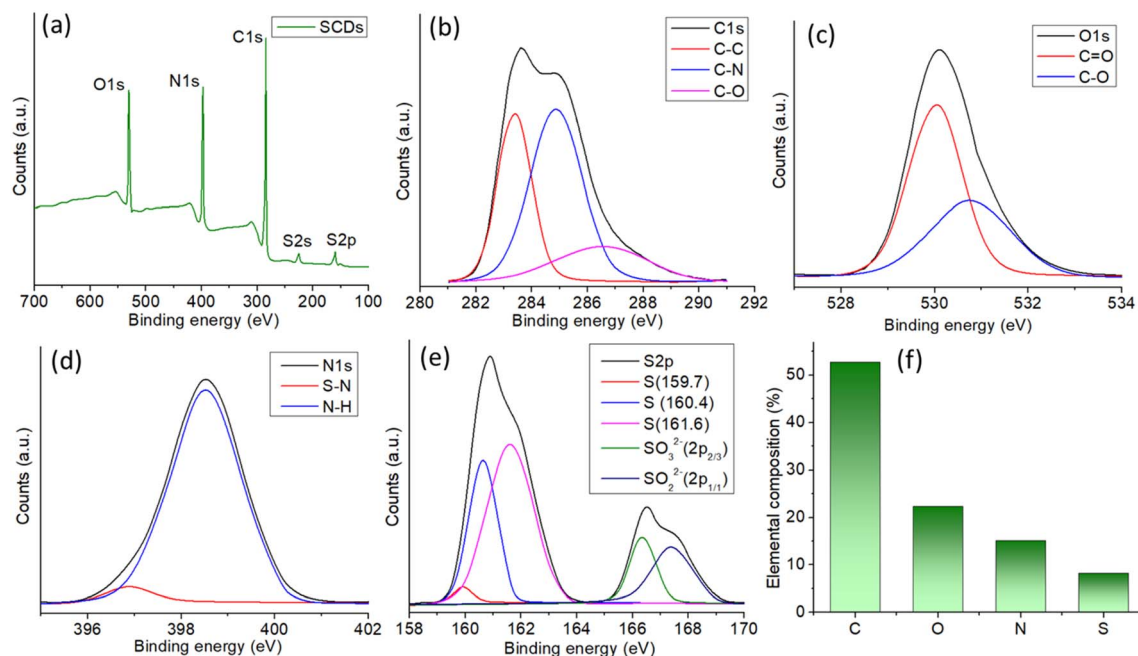 (a)
SCDs
C1s
N1s
O1s
S2s
S2p
Counts (a.u.)
700 600 500 400 300 200 100
Binding energy (eV)
(b)
C1s
C-C
C-N
C-O
Counts (a.u.)
280 282 284 286 288 290 292
Binding energy (eV)
(c)
O1s
C=O
C-O
Counts (a.u.)
528 530 532 534
Binding energy (eV)
(d)
N1s
S-N
N-H
Counts (a.u.)
396 398 400 402
Binding energy (eV)
(e)
S2p
S(159.7)
S (160.4)
S(161.6)
SO₃²⁻(2p₂/₃)
SO₂²⁻(2p₁/₁)
Counts (a.u.)
158 160 162 164 166 168 170
Binding energy (eV)
(f)
Elemental composition (%)
50
40
30
20
10
0
C O N S